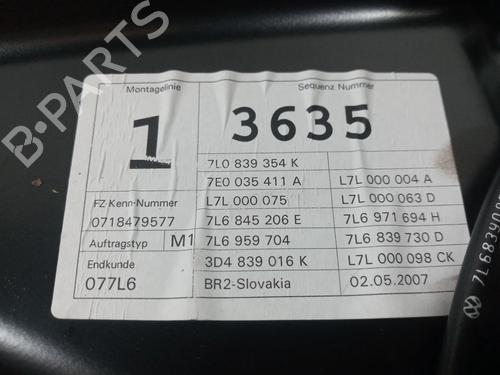 B-PARTS
Montagelinie Sequenz Nummer
1 3635
7L0 839 354 K
7E0 035 411 A L7L 000 004 A
FZ-Kenn-Nummer L7L 000 075 L7L 000 063 D
0718479577 7L6 845 206 E 7L6 971 694 H
Auftragstyp M1 7L6 959 704 7L6 839 730 D
Endkunde 3D4 839 016 K L7L 000 098 CK
077L6 BR2-Slovakia 02.05.2007